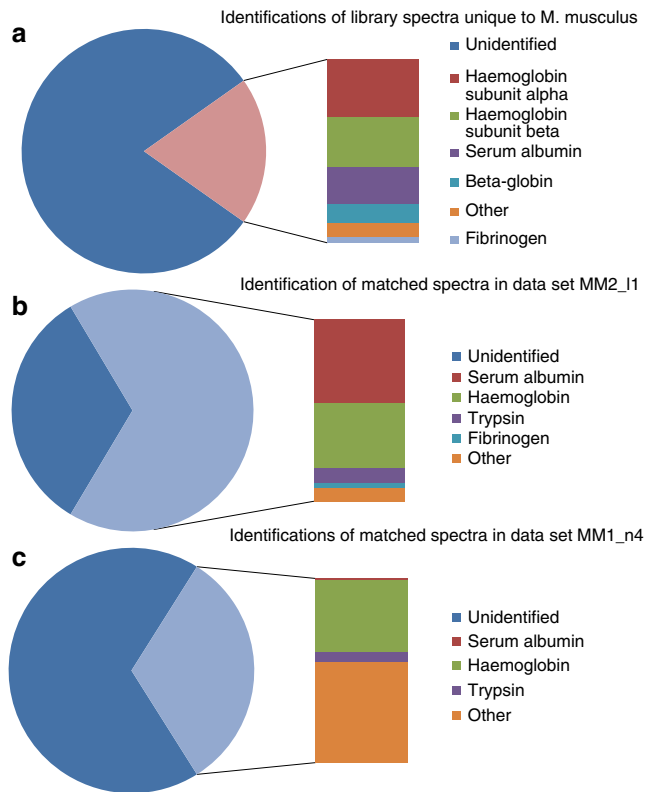 Identifications of library spectra unique to M. musculus
a
Unidentified
Haemoglobin
subunit alpha
Haemoglobin
subunit beta
Serum albumin
Beta-globin
Other
Fibrinogen
Identification of matched spectra in data set MM2_l1
b
Unidentified
Serum albumin
Haemoglobin
Trypsin
Fibrinogen
Other
Identifications of matched spectra in data set MM1_n4
c
Unidentified
Serum albumin
Haemoglobin
Trypsin
Other